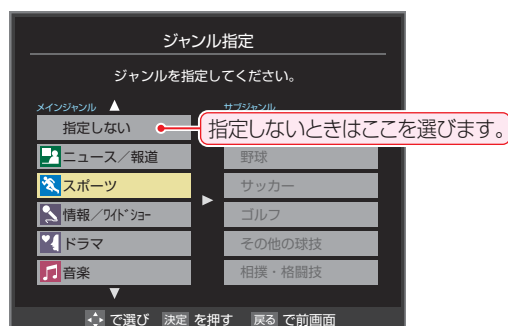 ジャンル指定
ジャンルを指定してください。
メインジャンル
サブジャンル
指定しない
指定しないときはここを選びます。
ニュース／報道
野球
スポーツ
サッカー
情報／ワイドショー
ゴルフ
ドラマ
その他の球技
音楽
相撲・格闘技
で選び 決定 を押す 戻る で前画面